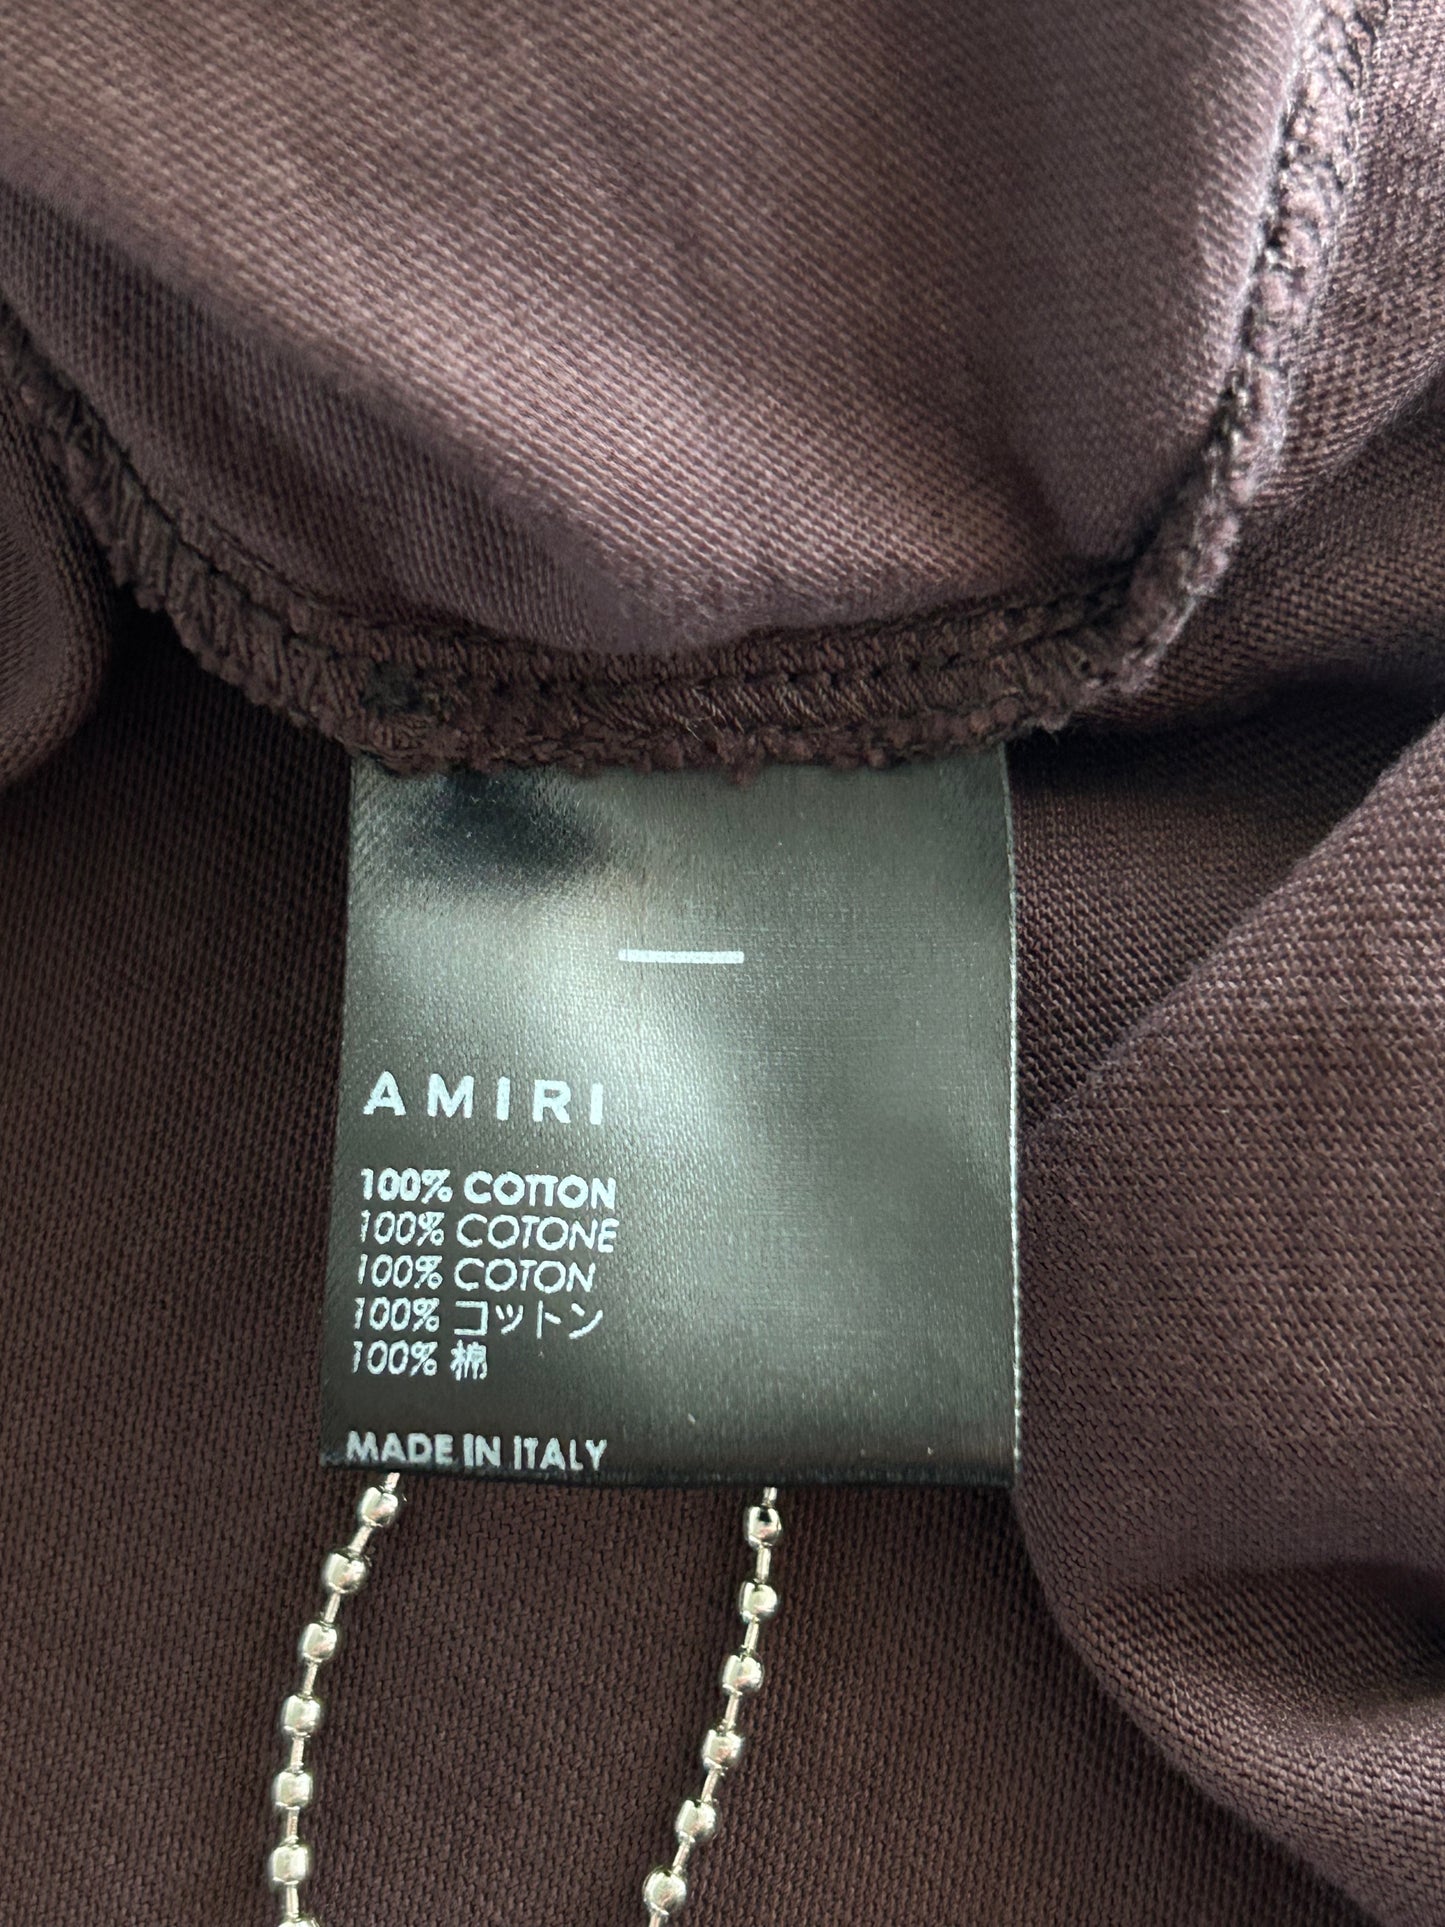 AMIRI
100% COTTON
100% COTONE
100% COTON
100% コットン
100% 棉
MADE IN ITALY